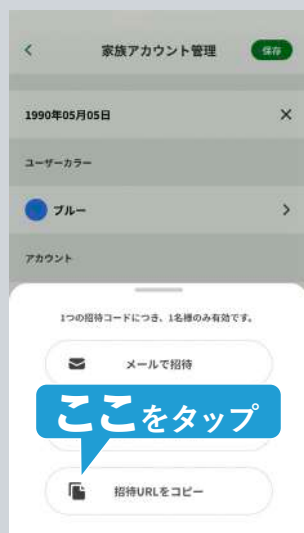 家族アカウント管理
保存
1990年05月05日
ユーザーカラー
ブルー
アカウント
1つの招待コードにつき、1名様のみ有効です。
メールで招待
ここをタップ
招待URLをコピー